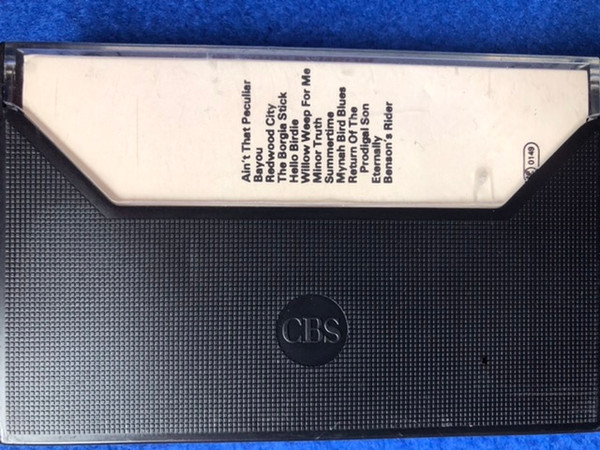 Ain't That Peculiar
Bayou
Redwood City
The Borgia Stick
Hello Birdie
Willow Weep For Me
Minor Truth
Summertime
Mynah Bird Blues
Return Of The
Prodigal Son
Eternally
Benson's Rider
0149
CBS